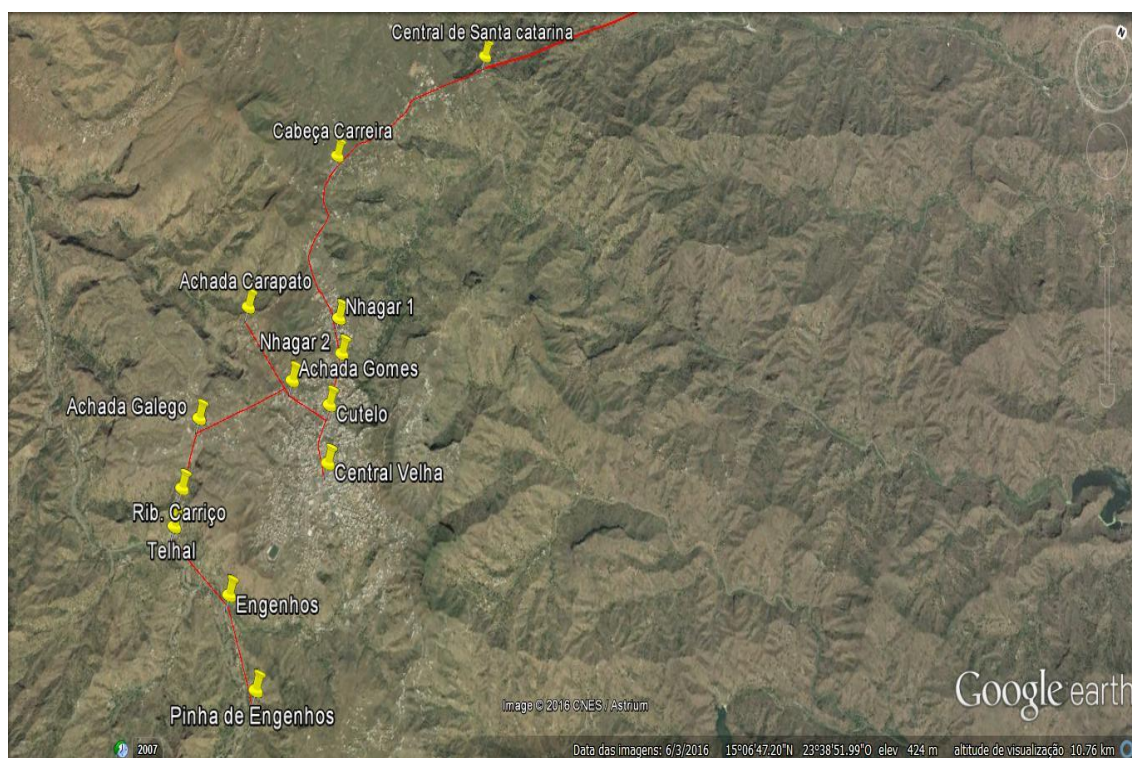 Central de Santa catarina
Cabeça Carreira
Achada Carapato
Nhagar 1
Nhagar 2
Achada Gomes
Achada Galego
Cutelo
Central Velha
Rib. Carriço
Telhal
Engenhos
Pinha de Engenhos
Image © 2016 CNES / Astrium
Google earth
2007
Data das imagens: 6/3/2016 15°06'47.20"N 23°38'51.99"O elev 424 m altitude de visualização 10.76 km
N